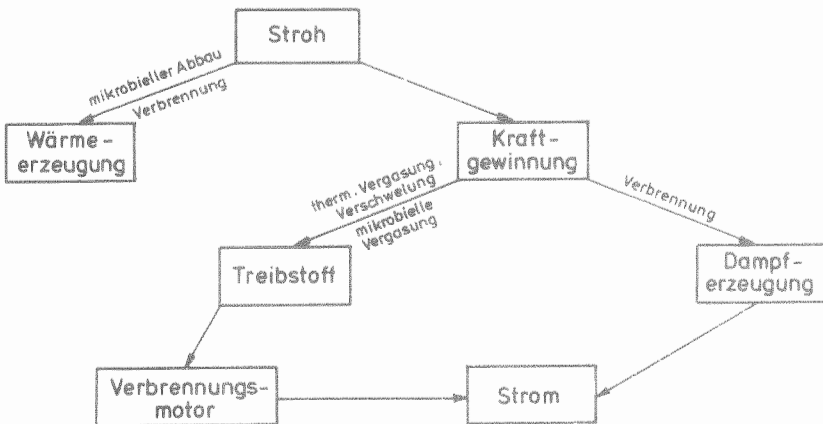 Stroh
mikrobieller Abbau
Verbrennung
Wärme-
erzeugung
Kraft-
gewinnung
therm. Vergasung,
Verschwelung
mikrobielle
Vergasung
Verbrennung
Treibstoff
Dampf-
erzeugung
Verbrennungs-
motor
Strom